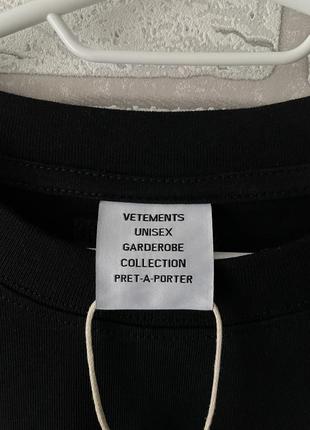 VETEMENTS
UNISEX
GARDEROBE
COLLECTION
PRET-A-PORTER